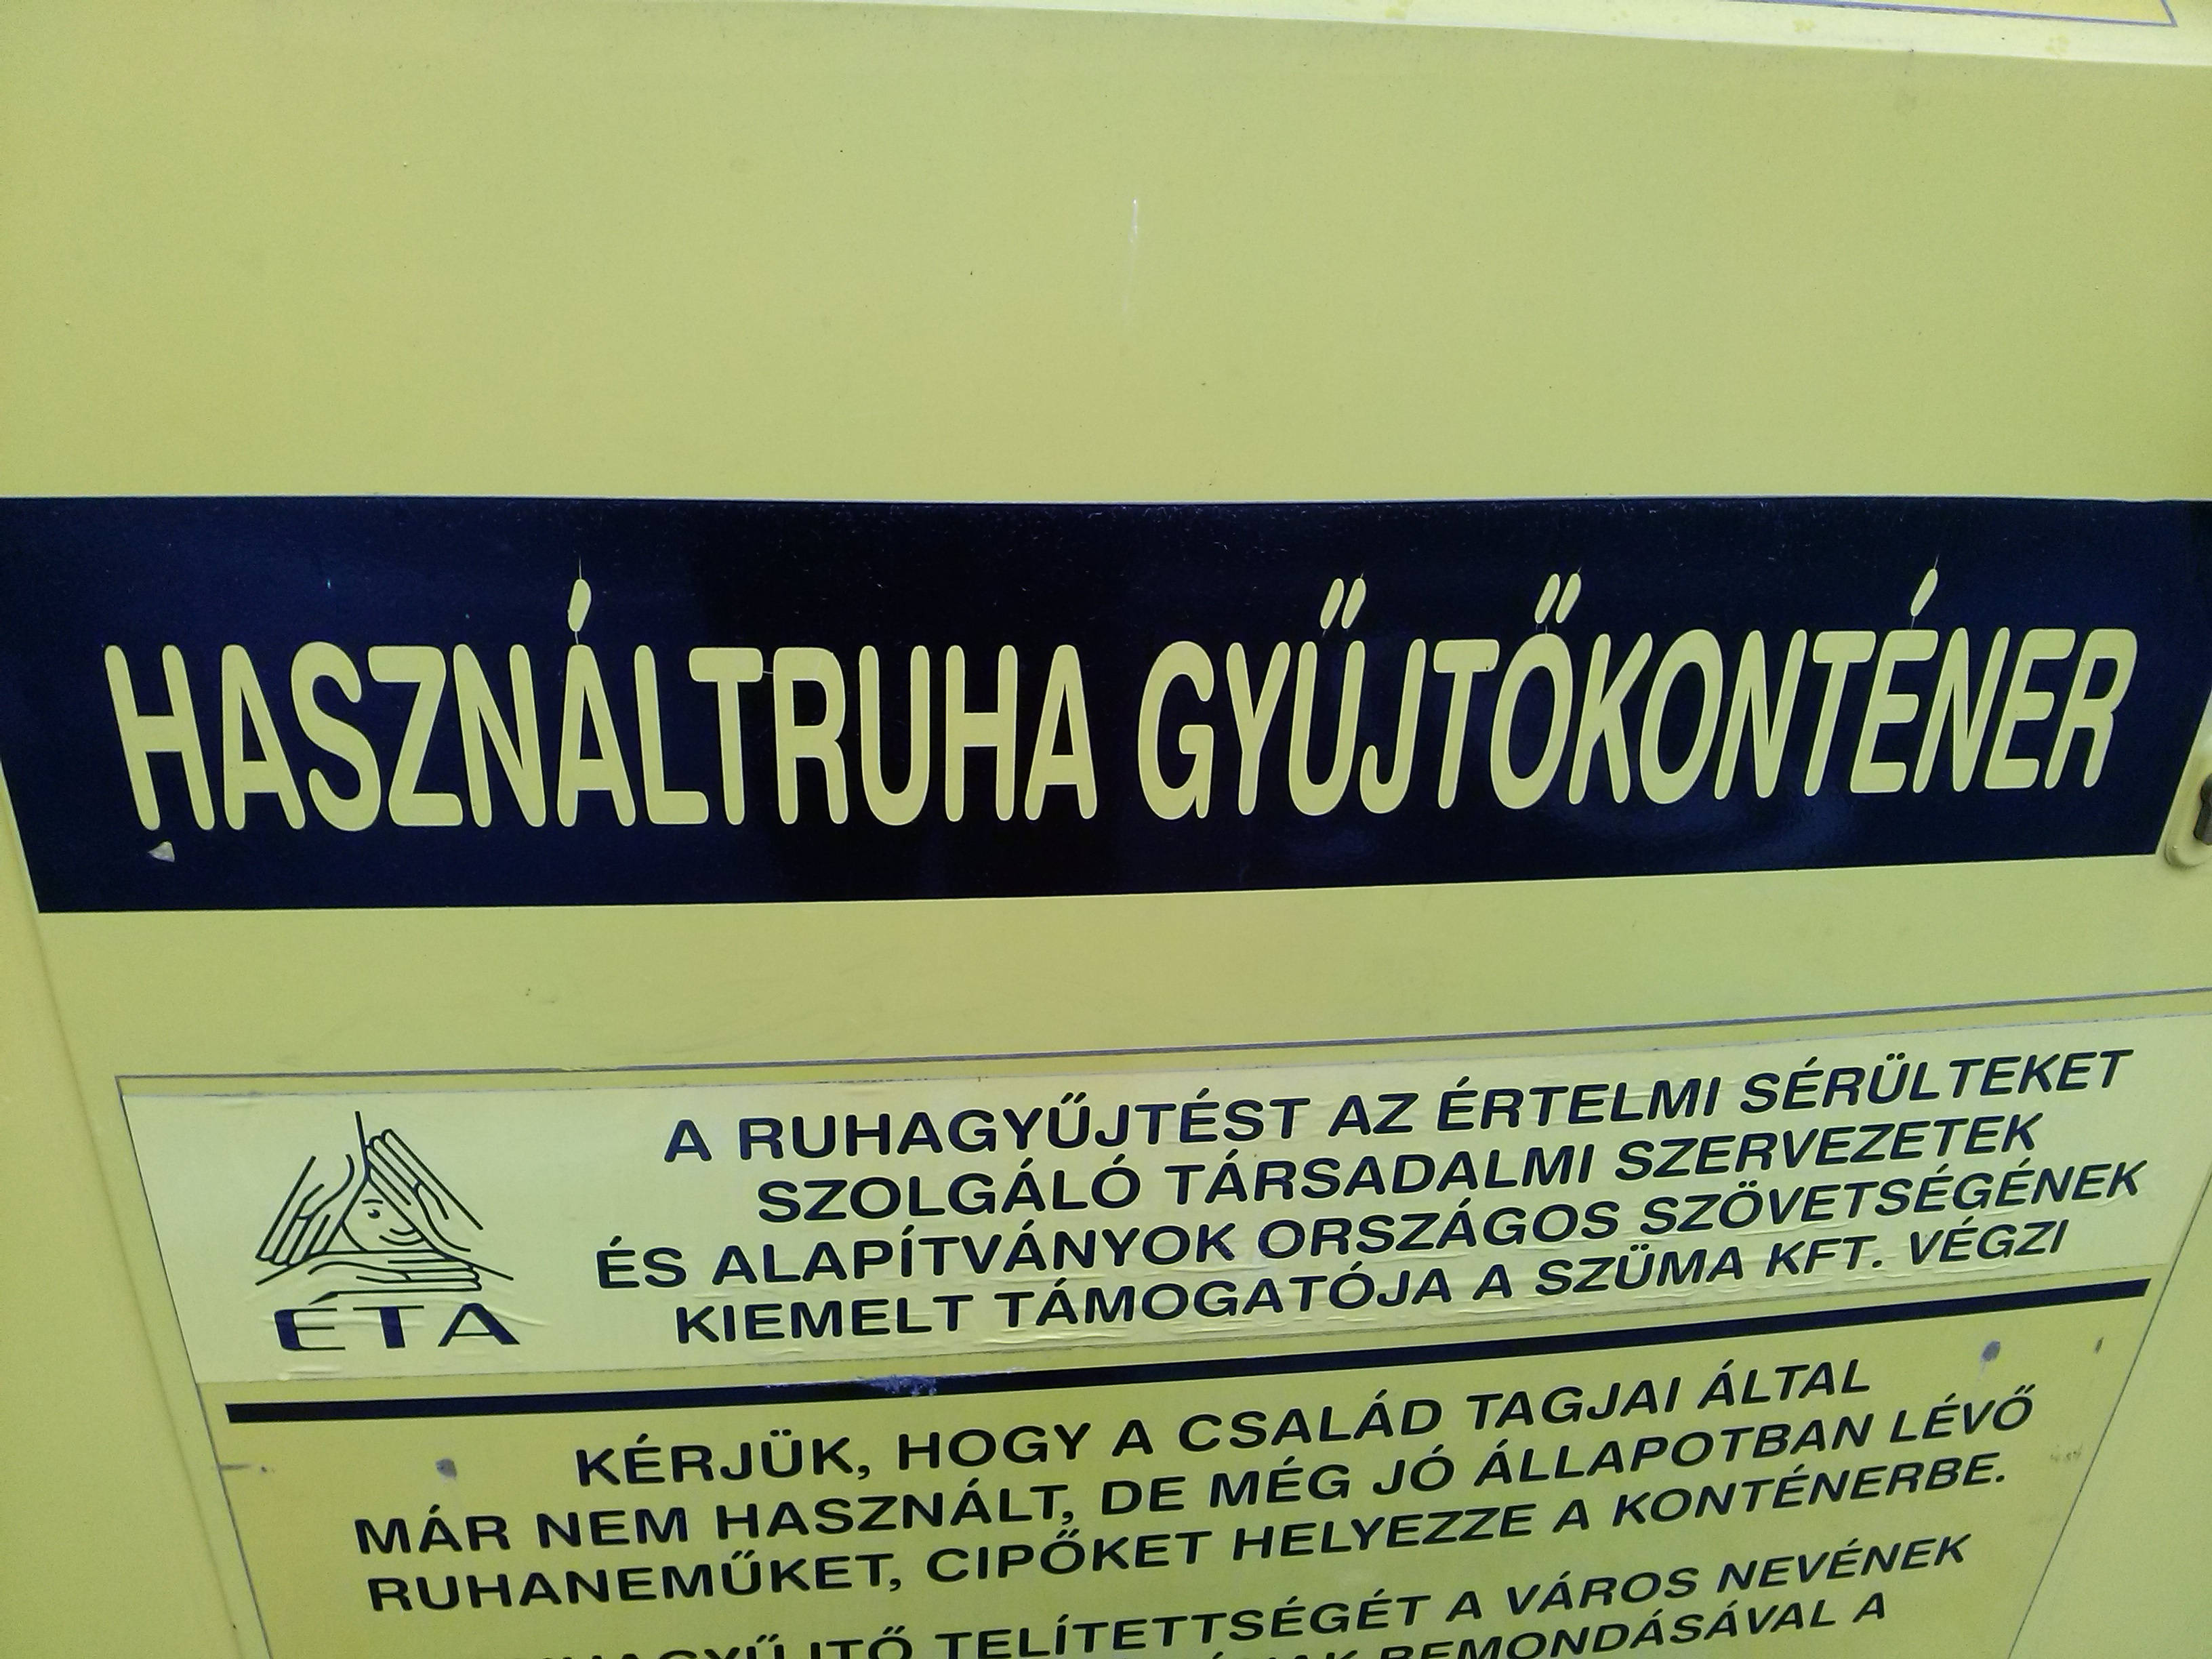 HASZNÁLTRUHA GYŰJTŐKONTÉNER
A RUHAGYŰJTÉST AZ ÉRTELMI SÉRÜLTEKET
SZOLGÁLÓ TÁRSADALMI SZERVEZETEK
ÉS ALAPÍTVÁNYOK ORSZÁGOS SZÖVETSÉGÉNEK
KIEMELT TÁMOGATÓJA A SZÜMA KFT. VÉGZI
ÉTA
KÉRJÜK, HOGY A CSALÁD TAGJAI ÁLTAL
MÁR NEM HASZNÁLT, DE MÉG JÓ ÁLLAPOTBAN LÉVŐ
RUHANEMŰKET, CIPŐKET HELYEZZE A KONTÉNERBE.
TELÍTETTSÉGÉT A VÁROS NEVÉNEK
BEMONDÁSÁVAL A